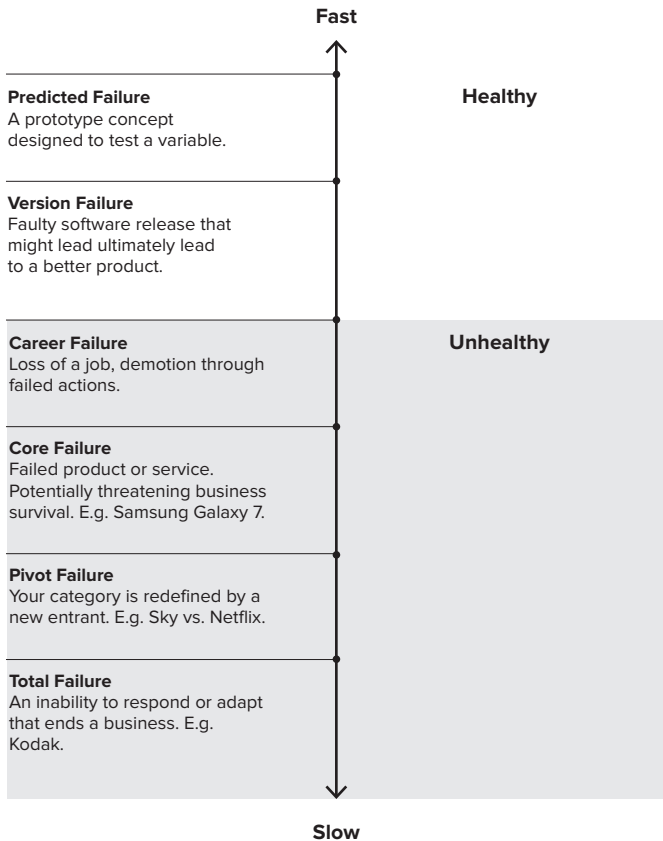 Fast
Predicted Failure
A prototype concept
designed to test a variable.
Healthy
Version Failure
Faulty software release that
might lead ultimately lead
to a better product.
Career Failure
Loss of a job, demotion through
failed actions.
Unhealthy
Core Failure
Failed product or service.
Potentially threatening business
survival. E.g. Samsung Galaxy 7.
Pivot Failure
Your category is redefined by a
new entrant. E.g. Sky vs. Netflix.
Total Failure
An inability to respond or adapt
that ends a business. E.g.
Kodak.
Slow